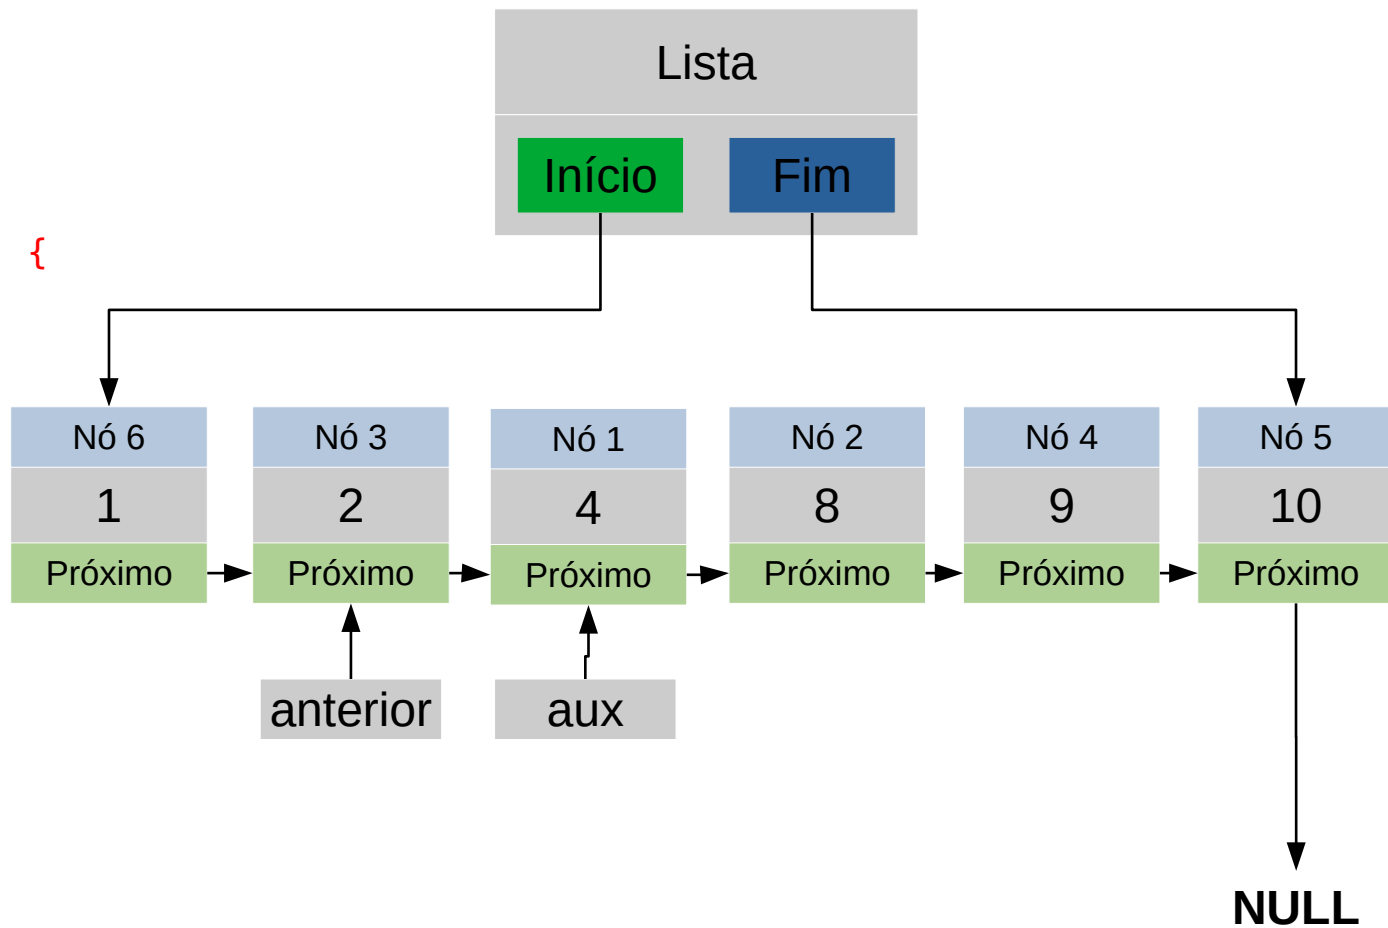 Lista
Início Fim
{
Nó 6 Nó 3 Nó 1 Nó 2 Nó 4 Nó 5
1 2 4 8 9 10
Próximo Próximo Próximo Próximo Próximo Próximo
anterior aux
NULL